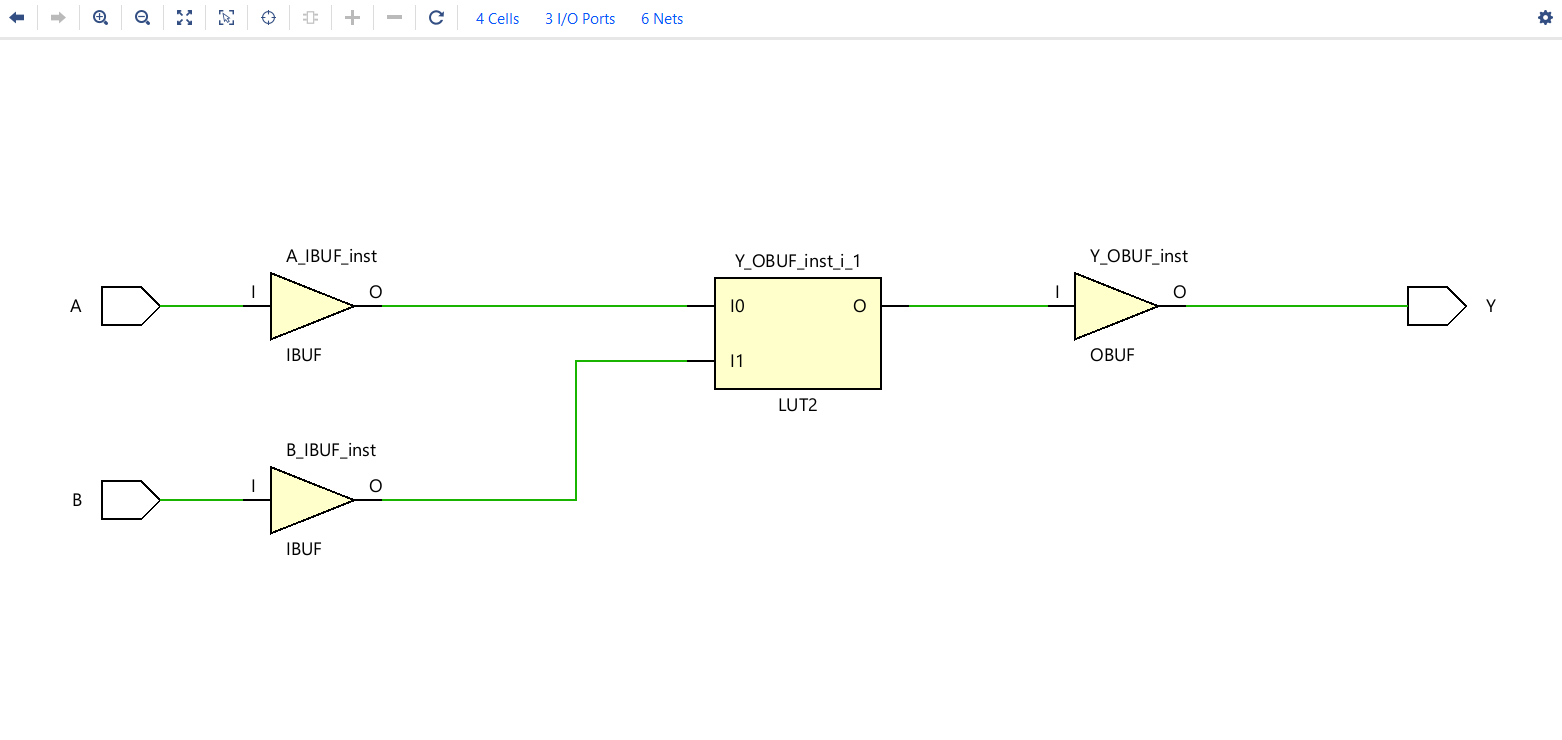 4 Cells 3 I/O Ports 6 Nets
A_IBUF_inst
Y_OBUF_inst_i_1
Y_OBUF_inst
A
I
O
I0
O
I
O
Y
IBUF
I1
OBUF
LUT2
B_IBUF_inst
B
I
O
IBUF